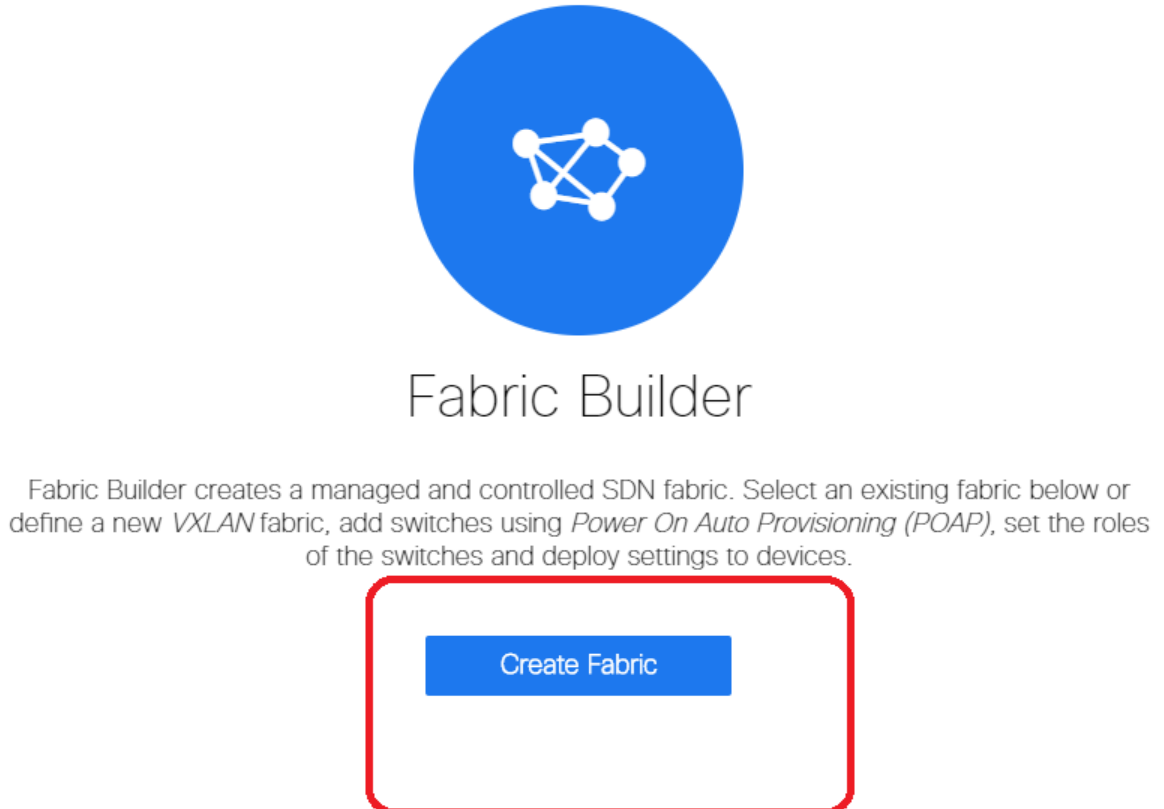 Fabric Builder
Fabric Builder creates a managed and controlled SDN fabric. Select an existing fabric below or
define a new VXLAN fabric, add switches using Power On Auto Provisioning (POAP), set the roles
of the switches and deploy settings to devices.
Create Fabric